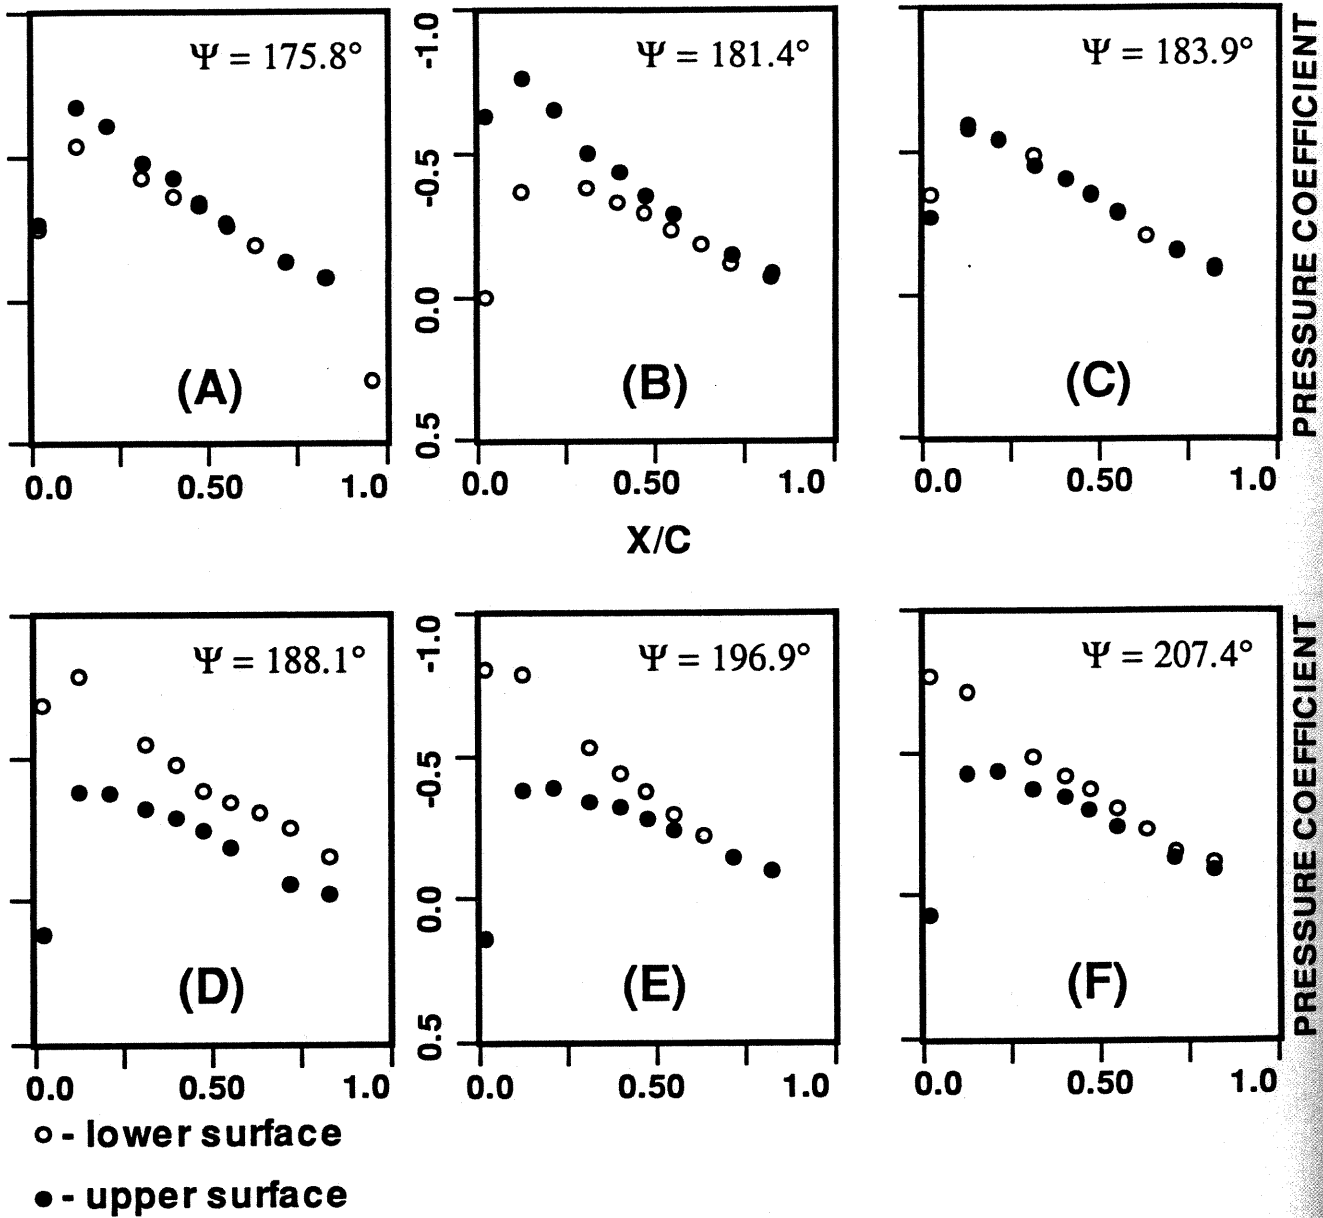 Ψ = 175.8°
(A)
0.0 0.50 1.0
-1.0
-0.5
0.0
0.5
Ψ = 181.4°
(B)
0.0 0.50 1.0
X/C
Ψ = 183.9°
(C)
0.0 0.50 1.0
PRESSURE COEFFICIENT
Ψ = 188.1°
(D)
0.0 0.50 1.0
-1.0
-0.5
0.0
0.5
Ψ = 196.9°
(E)
0.0 0.50 1.0
Ψ = 207.4°
(F)
0.0 0.50 1.0
PRESSURE COEFFICIENT
o - lower surface
● - upper surface